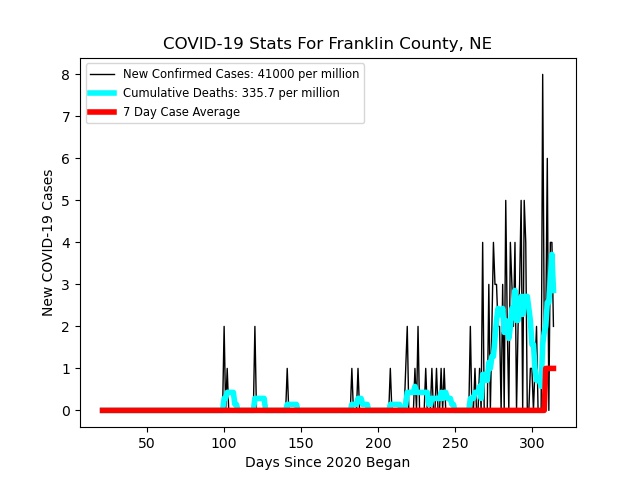 COVID-19 Stats For Franklin County, NE
New Confirmed Cases: 41000 per million
Cumulative Deaths: 335.7 per million
7 Day Case Average
New COVID-19 Cases
8
7
6
5
4
3
2
1
0
50 100 150 200 250 300
Days Since 2020 Began